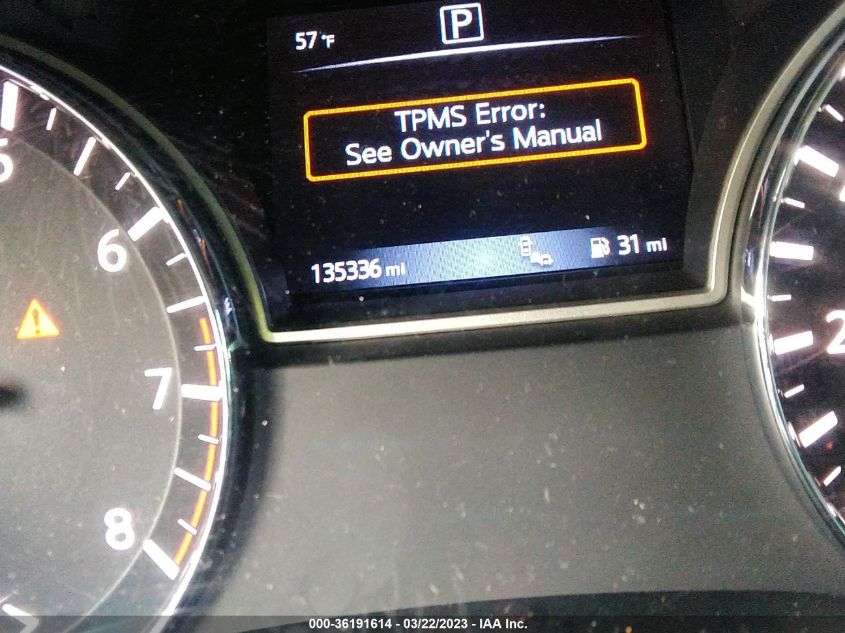 57°F
P
TPMS Error:
See Owner's Manual
135336 mi
31 mi
6
7
8
2
000-36191614 - 03/22/2023 - IAA Inc.